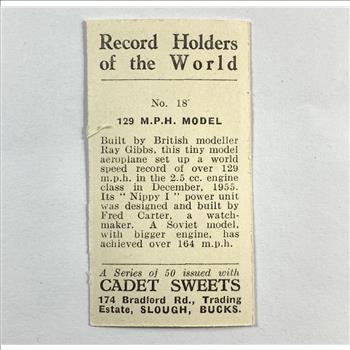 Record Holders
of the World
No. 18
129 M.P.H. MODEL
Built by British modeller
Ray Gibbs, this tiny model
aeroplane set up a world
speed record of over 129
m.p.h. in the 2.5 cc. engine
class in December, 1955.
Its " Nippy I " power unit
was designed and built by
Fred Carter, a watch-
maker. A Soviet model,
with bigger engine, has
achieved over 164 m.p.h.
A Series of 50 issued with
CADET SWEETS
174 Bradford Rd., Trading
Estate, SLOUGH, BUCKS.